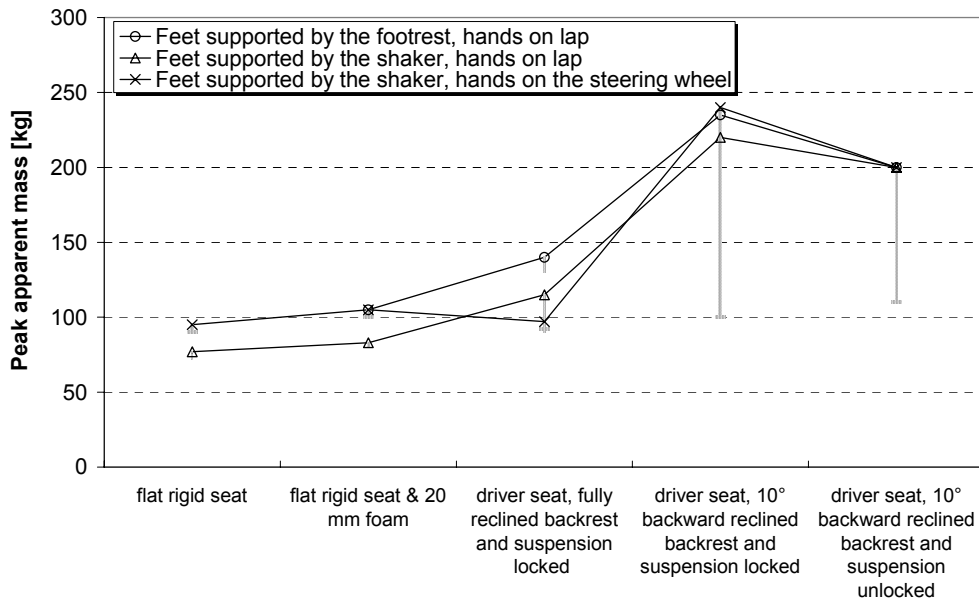 300
250
200
150
100
50
0
Peak apparent mass [kg]
Feet supported by the footrest, hands on lap
Feet supported by the shaker, hands on lap
Feet supported by the shaker, hands on the steering wheel
flat rigid seat
flat rigid seat & 20
mm foam
driver seat, fully
reclined backrest
and suspension
locked
driver seat, 10°
backward reclined
backrest and
suspension locked
driver seat, 10°
backward reclined
backrest and
suspension
unlocked